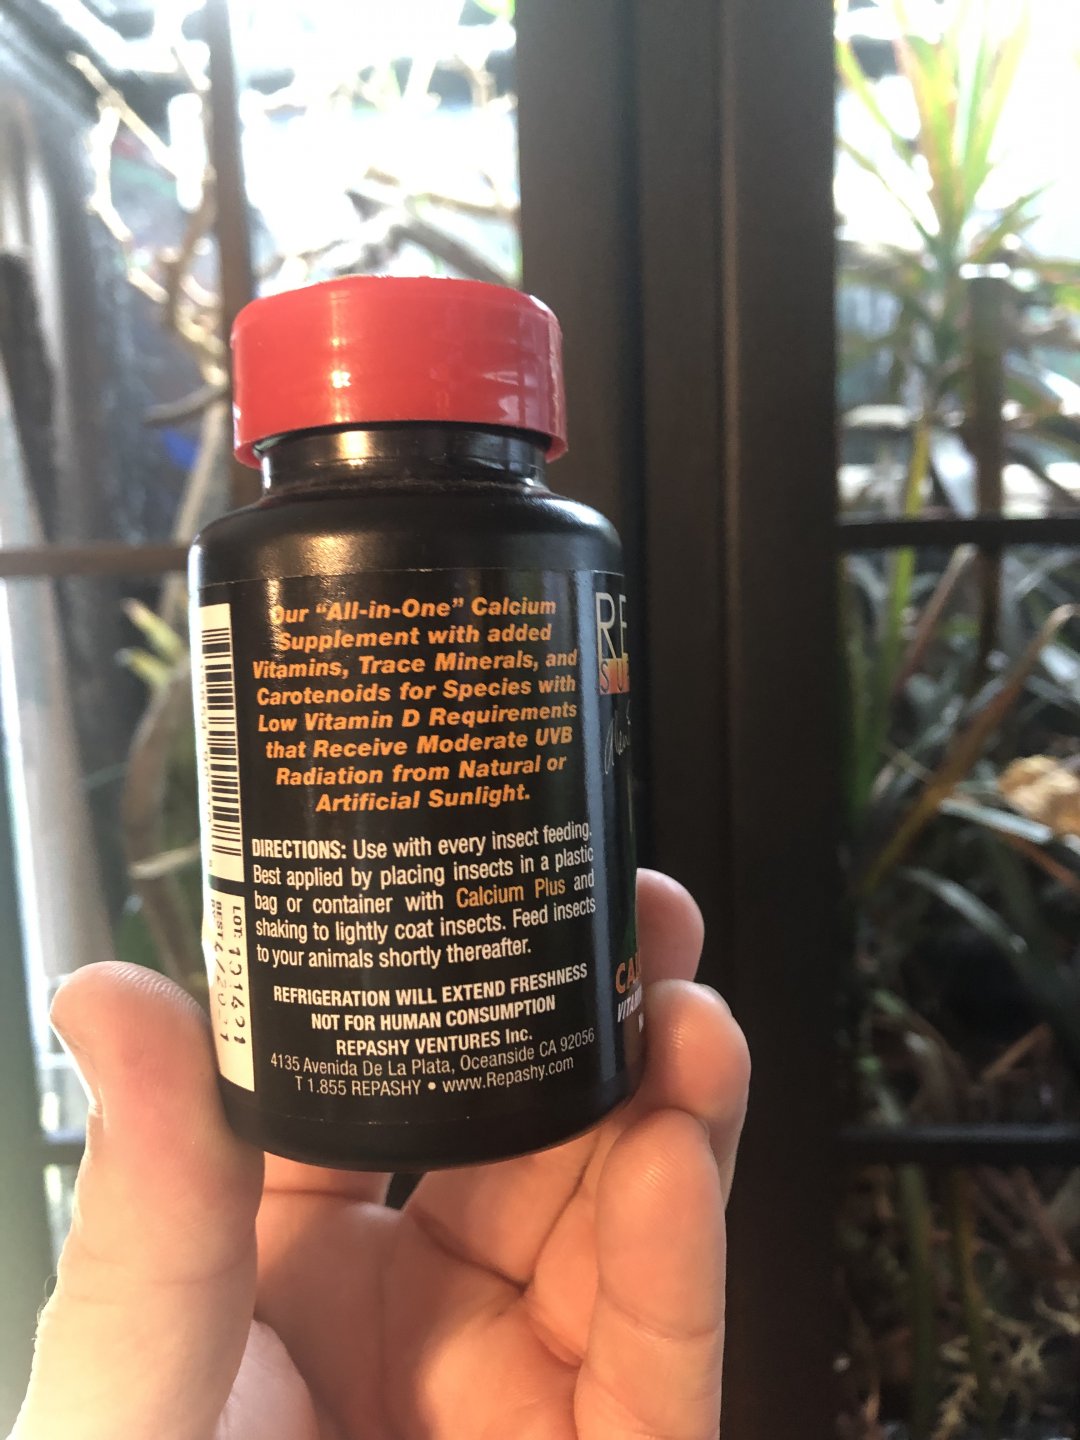 Our “All-in-One” Calcium
Supplement with added
Vitamins, Trace Minerals, and
Carotenoids for Species with
Low Vitamin D Requirements
that Receive Moderate UVB
Radiation from Natural or
Artificial Sunlight.
DIRECTIONS: Use with every insect feeding.
Best applied by placing insects in a plastic
bag or container with Calcium Plus and
shaking to lightly coat insects. Feed insects
to your animals shortly thereafter.
REFRIGERATION WILL EXTEND FRESHNESS
NOT FOR HUMAN CONSUMPTION
REPASHY VENTURES Inc.
4135 Avenida De La Plata, Oceanside CA 92056
T 1.855 REPASHY • www.Repashy.com
LOT:
BEST
RE